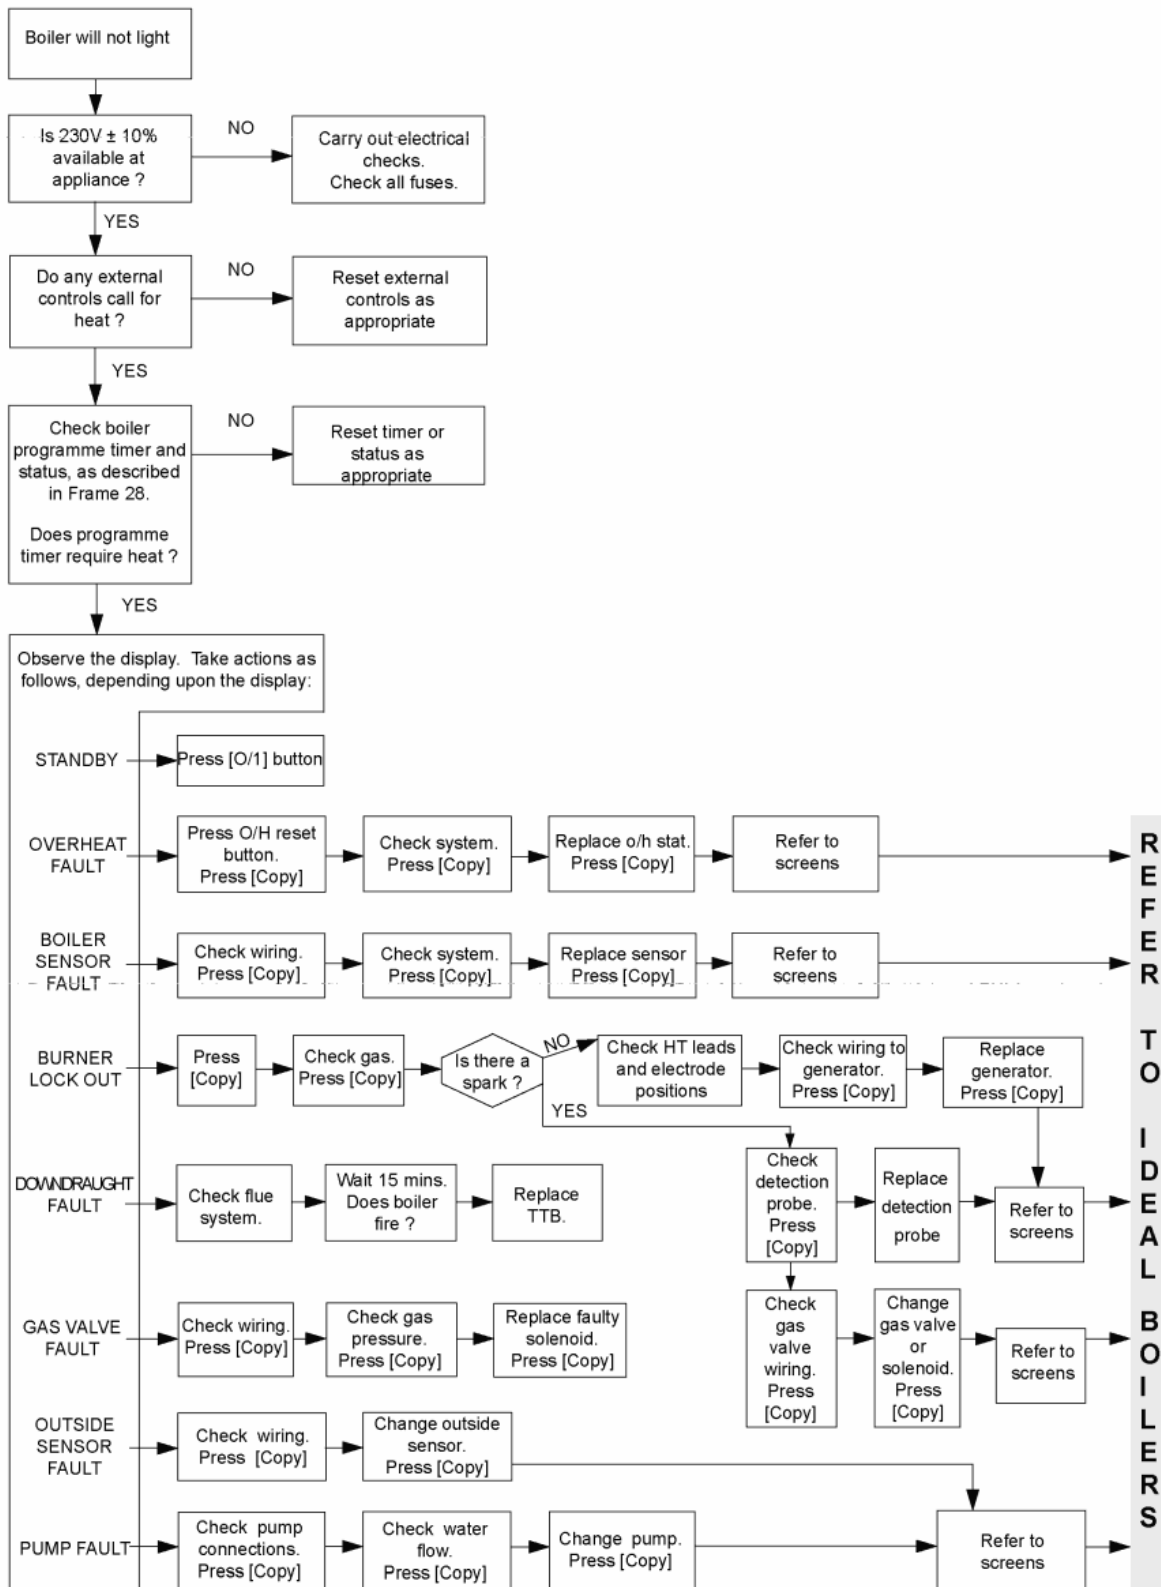 Boiler will not light
Is 230V ± 10%
available at
appliance ?
NO
Carry out electrical
checks.
Check all fuses.
YES
Do any external
controls call for
heat ?
NO
Reset external
controls as
appropriate
YES
Check boiler
programme timer and
status, as described
in Frame 28.
Does programme
timer require heat ?
NO
Reset timer or
status as
appropriate
YES
Observe the display. Take actions as
follows, depending upon the display:
STANDBY
Press [O/1] button
OVERHEAT
FAULT
Press O/H reset
button.
Press [Copy]
Check system.
Press [Copy]
Replace o/h stat.
Press [Copy]
Refer to
screens
BOILER
SENSOR
FAULT
Check wiring.
Press [Copy].
Check system.
Press [Copy]
Replace sensor
Press [Copy]
Refer to
screens
BURNER
LOCK OUT
Press
[Copy]
Check gas.
Press [Copy]
Is there a
spark ?
NO
Check HT leads
and electrode
positions
Check wiring to
generator.
Press [Copy]
Replace
generator.
Press [Copy]
YES
Check
detection
probe.
Press
[Copy]
Replace
detection
probe
Refer to
screens
DOWNDRAUGHT
FAULT
Check flue
system.
Wait 15 mins.
Does boiler
fire ?
Replace
TTB.
Check
gas
valve
wiring.
Press
[Copy]
Change
gas valve
or
solenoid.
Press
[Copy]
Refer to
screens
GAS VALVE
FAULT
Check wiring.
Press [Copy]
Check gas
pressure.
Press [Copy]
Replace faulty
solenoid.
Press [Copy]
OUTSIDE
SENSOR
FAULT
Check wiring.
Press [Copy]
Change outside
sensor.
Press [Copy]
PUMP FAULT
Check pump
connections.
Press [Copy]
Check water
flow.
Press [Copy]
Change pump.
Press [Copy]
Refer to
screens
REFER TO IDEAL BOILERS